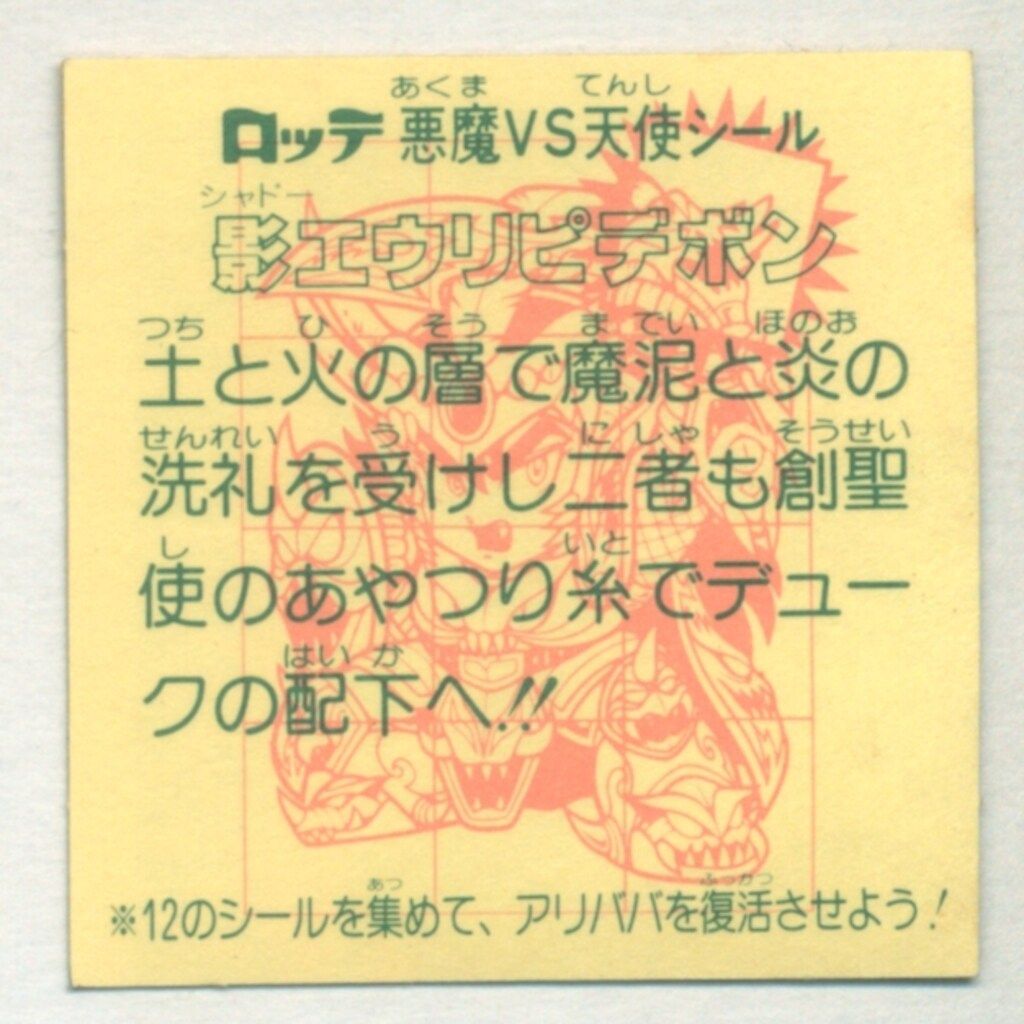 あくま てんし
ロッテ 悪魔VS天使シール
シャドー
影エウリピデボン
つち ひ そう ま でい ほのお
土と火の層で魔泥と炎の
せんれい う にしゃ そうせい
洗礼を受けし二者も創聖
し いと
使のあやつり糸でデュー
はいか
クの配下へ!!
あつ ふっかつ
※12のシールを集めて、アリババを復活させよう!